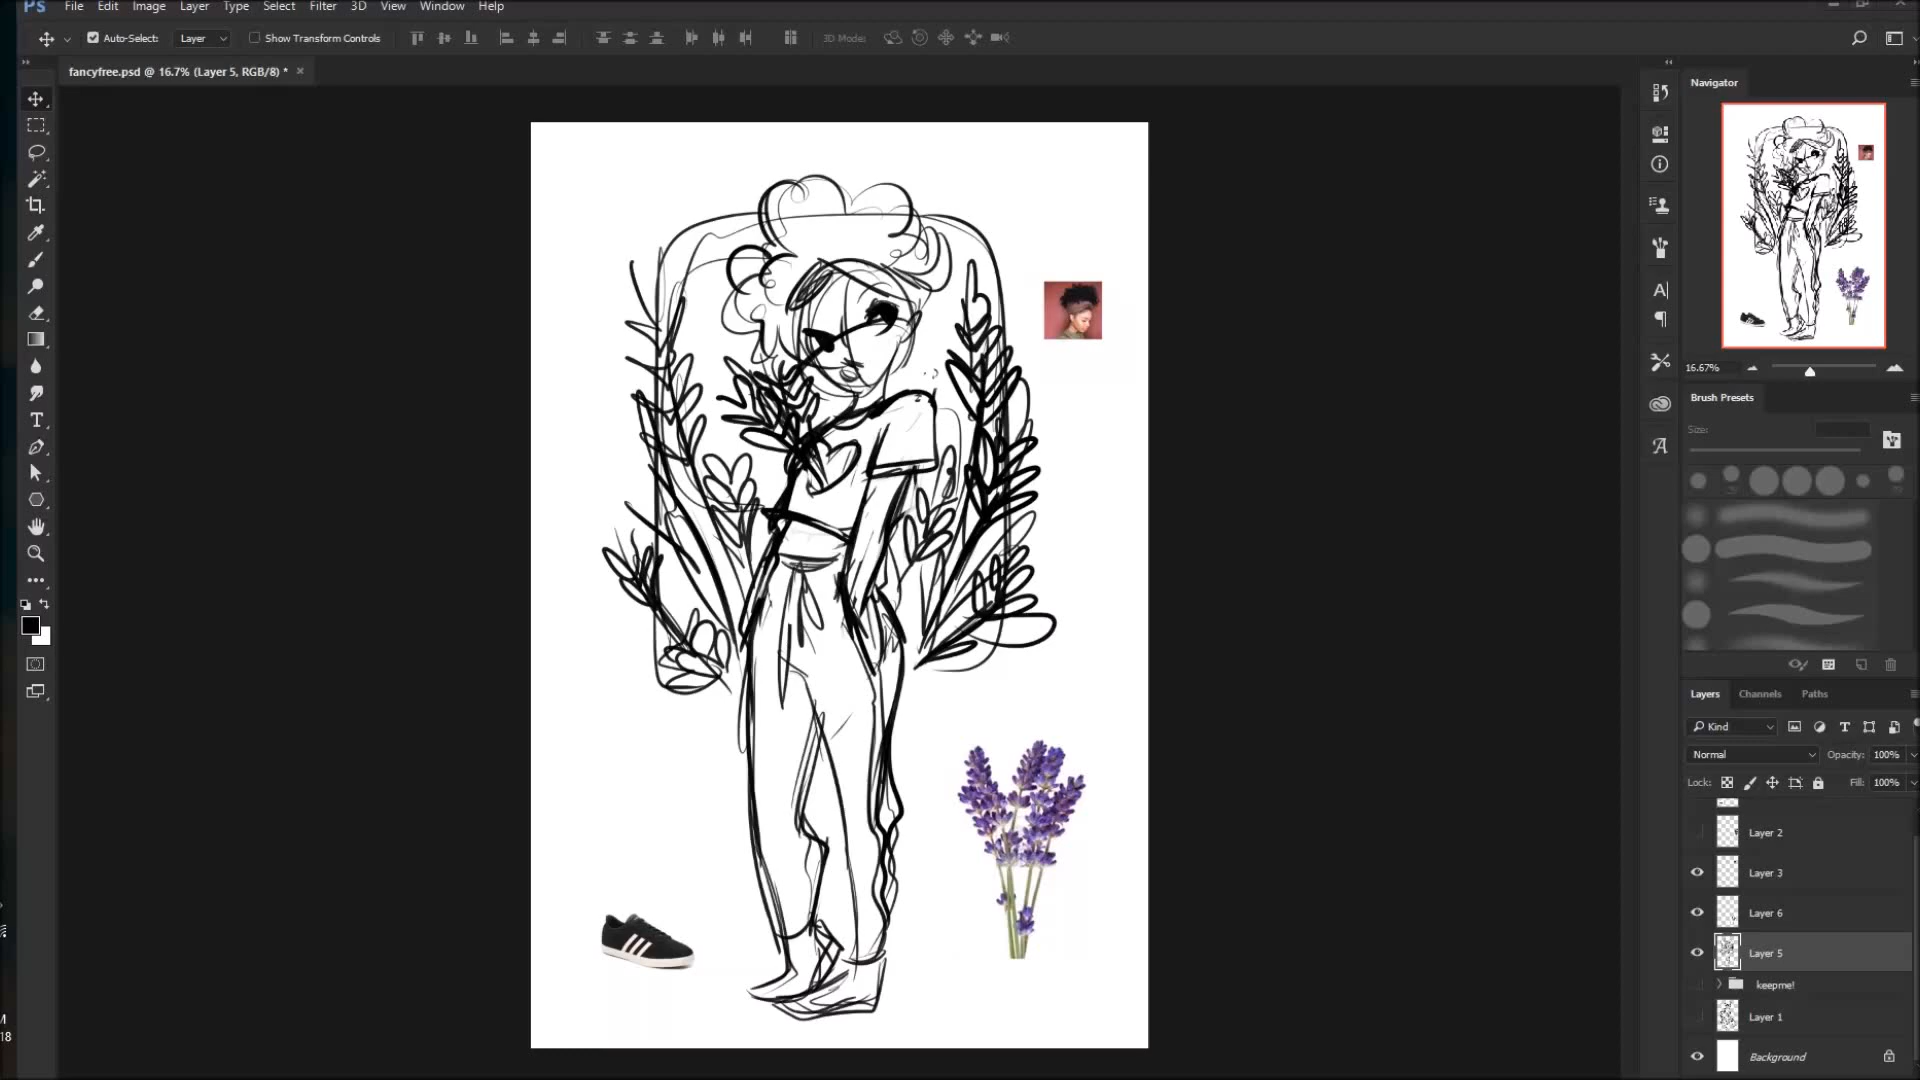 Ps File Edit Image Layer Type Select Filter 3D View Window Help
Auto-Select: Layer Show Transform Controls 3D Mode:
fancyfree.psd @ 16.7% (Layer 5, RGB/8) *
Navigator
16.67%
Brush Presets
Size:
Layers Channels Paths
Kind
Normal Opacity: 100%
Lock: Fill: 100%
Layer 2
Layer 3
Layer 6
Layer 5
keepme!
Layer 1
Background
M
18